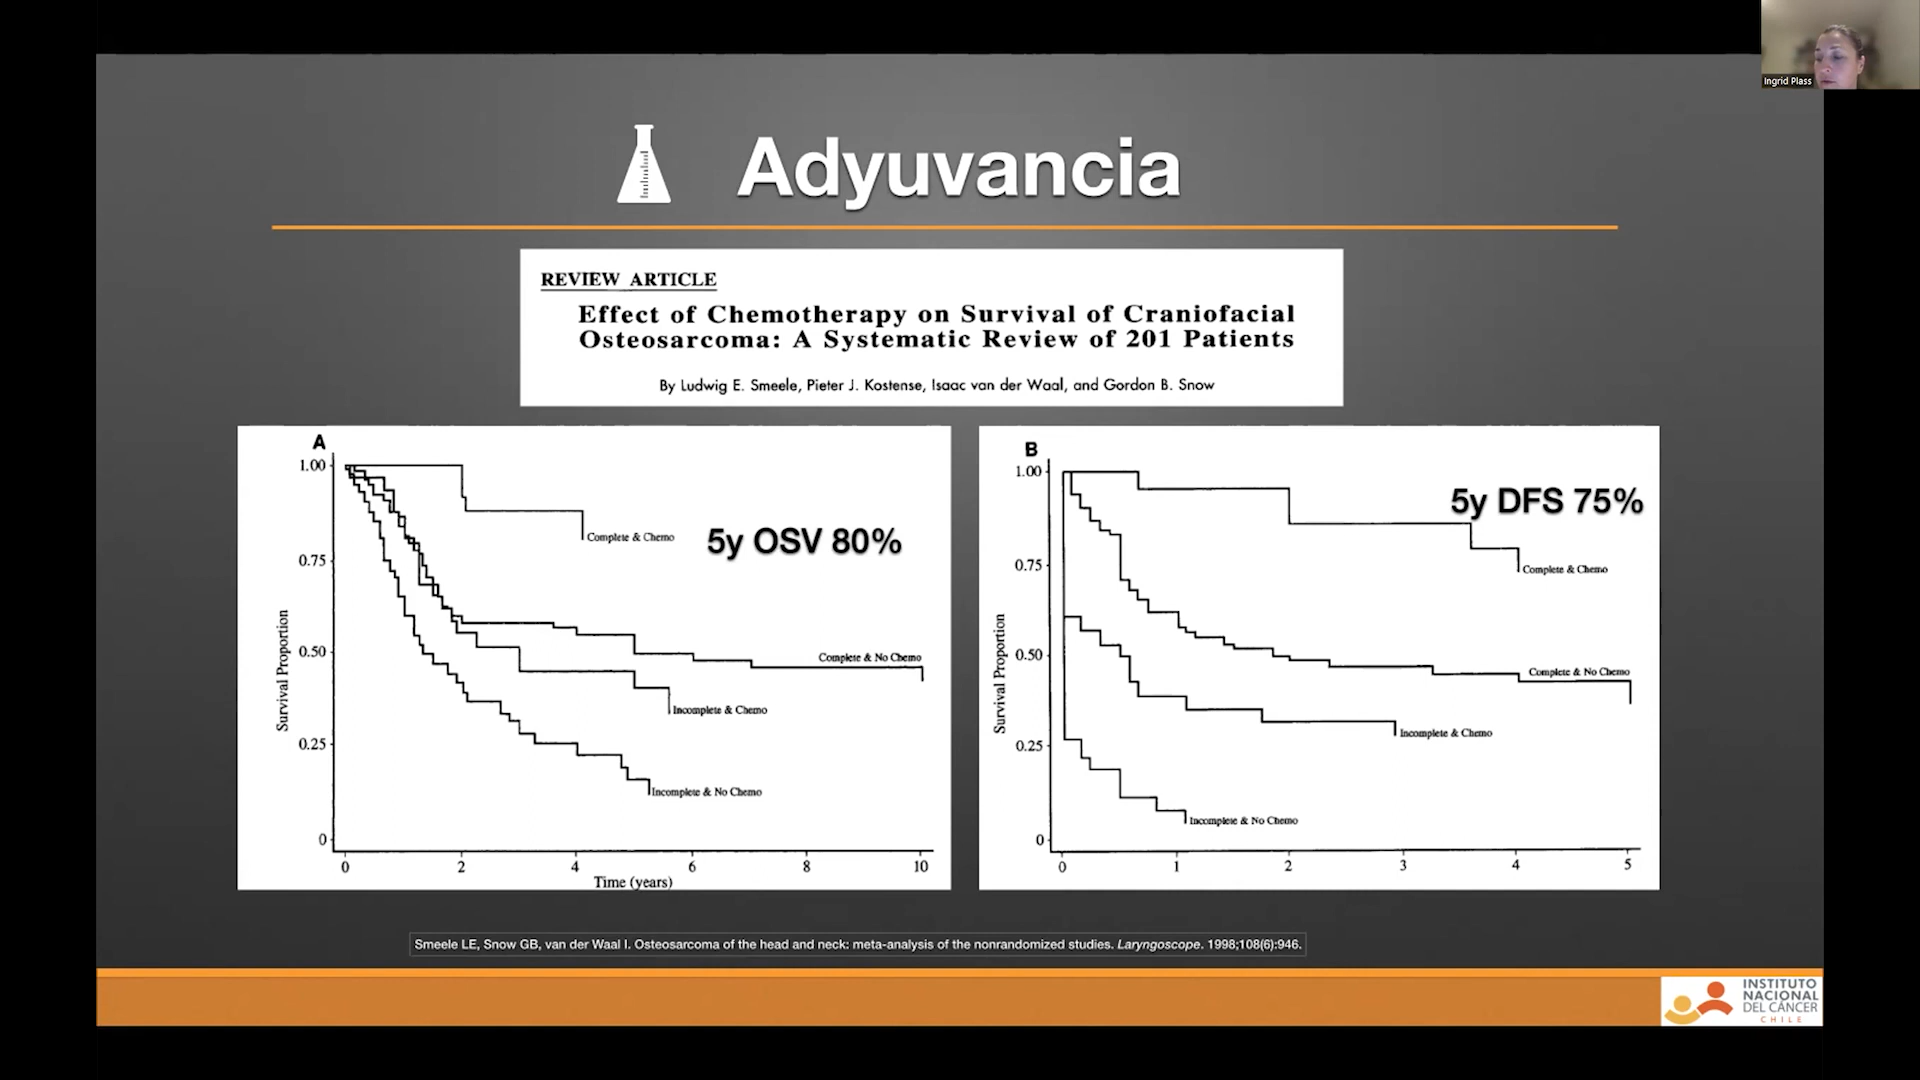 Ingrid Plass
Adyuvancia
REVIEW ARTICLE
Effect of Chemotherapy on Survival of Craniofacial
Osteosarcoma: A Systematic Review of 201 Patients
By Ludwig E. Smeele, Pieter J. Kostense, Isaac van der Waal, and Gordon B. Snow
A
1.00
0.75
0.50
0.25
0
Survival Proportion
Complete & Chemo
5y OSV 80%
Complete & No Chemo
Incomplete & Chemo
Incomplete & No Chemo
0 2 4 6 8 10
Time (years)
B
1.00
0.75
0.50
0.25
0
Survival Proportion
5y DFS 75%
Complete & Chemo
Complete & No Chemo
Incomplete & Chemo
Incomplete & No Chemo
0 1 2 3 4 5
Smeele LE, Snow GB, van der Waal I. Osteosarcoma of the head and neck: meta-analysis of the nonrandomized studies. Laryngoscope. 1998;108(6):946.
INSTITUTO
NACIONAL
DEL CÁNCER
CHILE